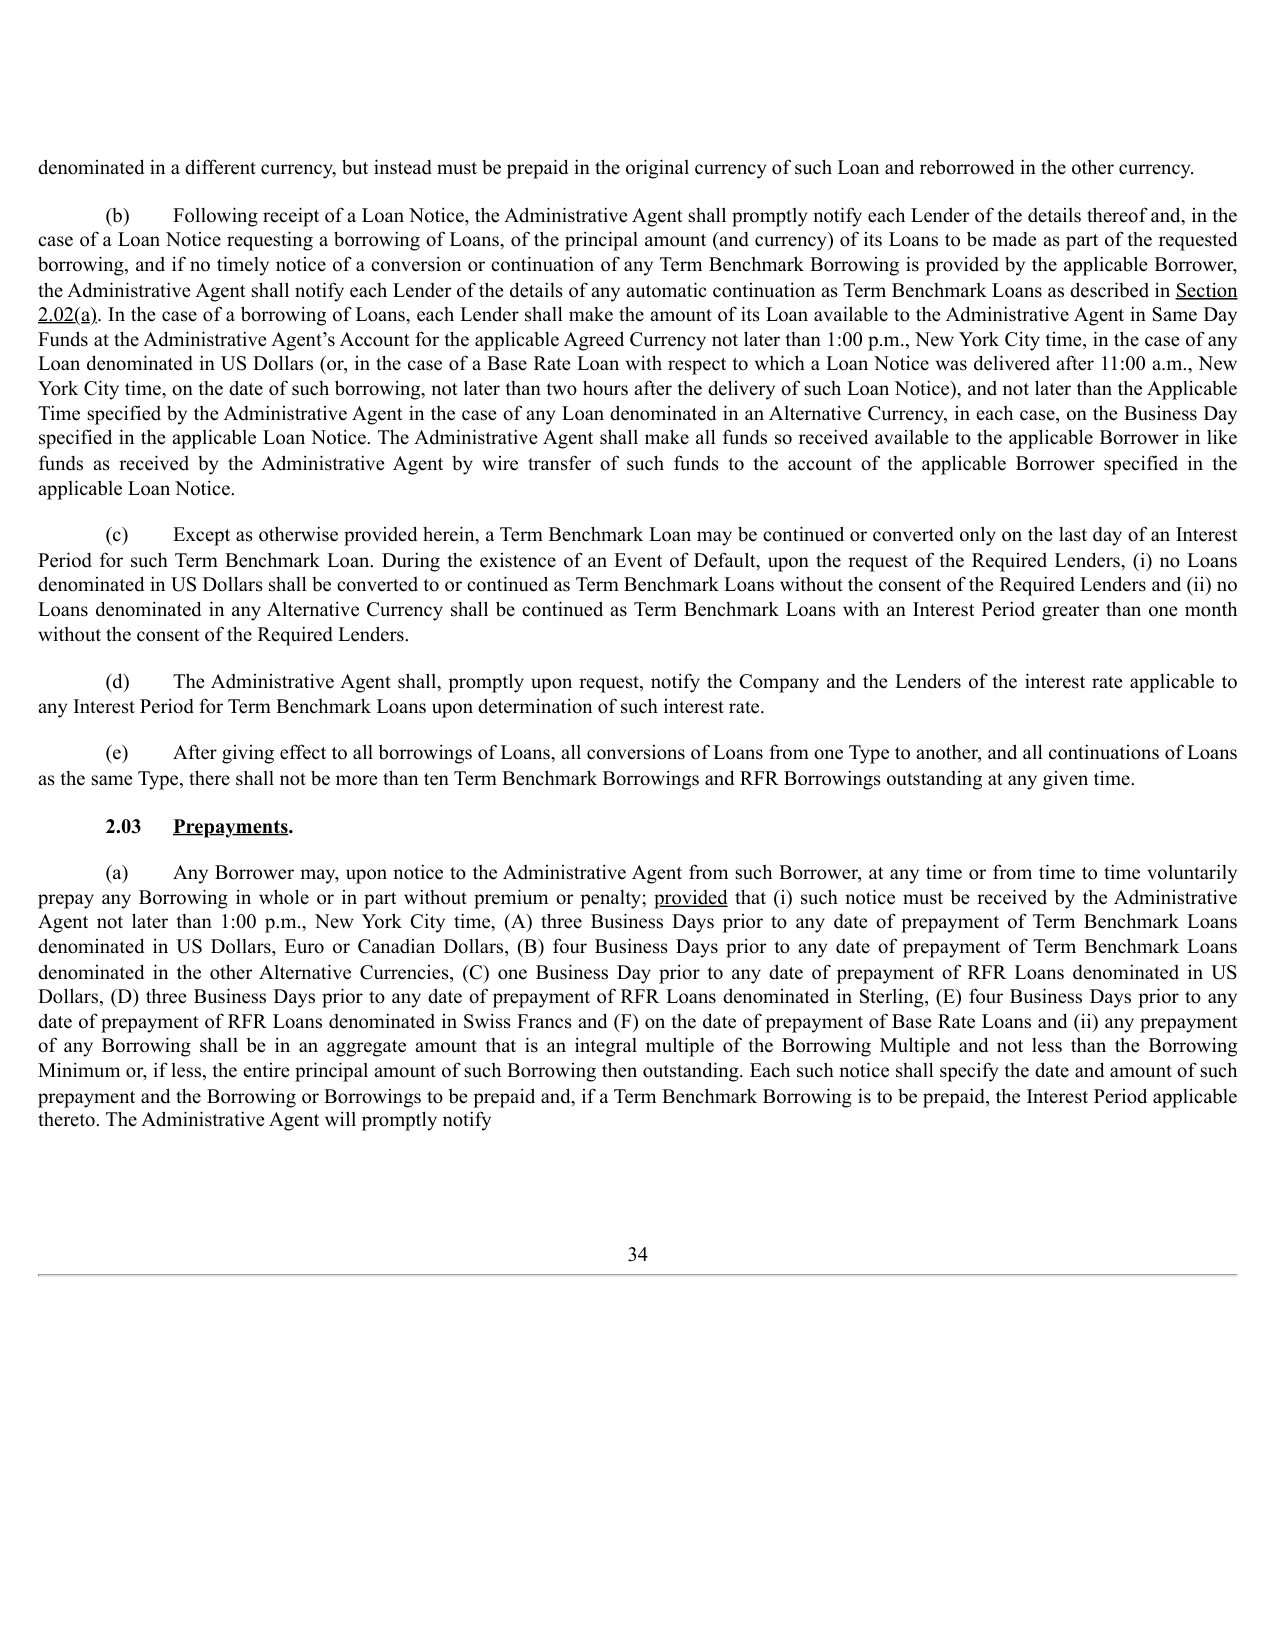 denominated in a different currency, but instead must be prepaid in the original currency of such Loan and reborrowed in the other currency.
(b) Following receipt of a Loan Notice, the Administrative Agent shall promptly notify each Lender of the details thereof and, in the
case of a Loan Notice requesting a borrowing of Loans, of the principal amount (and currency) of its Loans to be made as part of the requested
borrowing, and if no timely notice of a conversion or continuation of any Term Benchmark Borrowing is provided by the applicable Borrower,
the Administrative Agent shall notify each Lender of the details of any automatic continuation as Term Benchmark Loans as described in Section
2.02(a). In the case of a borrowing of Loans, each Lender shall make the amount of its Loan available to the Administrative Agent in Same Day
Funds at the Administrative Agent’s Account for the applicable Agreed Currency not later than 1:00 p.m., New York City time, in the case of any
Loan denominated in US Dollars (or, in the case of a Base Rate Loan with respect to which a Loan Notice was delivered after 11:00 a.m., New
York City time, on the date of such borrowing, not later than two hours after the delivery of such Loan Notice), and not later than the Applicable
Time specified by the Administrative Agent in the case of any Loan denominated in an Alternative Currency, in each case, on the Business Day
specified in the applicable Loan Notice. The Administrative Agent shall make all funds so received available to the applicable Borrower in like
funds as received by the Administrative Agent by wire transfer of such funds to the account of the applicable Borrower specified in the
applicable Loan Notice.
(c) Except as otherwise provided herein, a Term Benchmark Loan may be continued or converted only on the last day of an Interest
Period for such Term Benchmark Loan. During the existence of an Event of Default, upon the request of the Required Lenders, (i) no Loans
denominated in US Dollars shall be converted to or continued as Term Benchmark Loans without the consent of the Required Lenders and (ii) no
Loans denominated in any Alternative Currency shall be continued as Term Benchmark Loans with an Interest Period greater than one month
without the consent of the Required Lenders.
(d) The Administrative Agent shall, promptly upon request, notify the Company and the Lenders of the interest rate applicable to
any Interest Period for Term Benchmark Loans upon determination of such interest rate.
(e) After giving effect to all borrowings of Loans, all conversions of Loans from one Type to another, and all continuations of Loans
as the same Type, there shall not be more than ten Term Benchmark Borrowings and RFR Borrowings outstanding at any given time.
2.03 Prepayments.
(a) Any Borrower may, upon notice to the Administrative Agent from such Borrower, at any time or from time to time voluntarily
prepay any Borrowing in whole or in part without premium or penalty; provided that (i) such notice must be received by the Administrative
Agent not later than 1:00 p.m., New York City time, (A) three Business Days prior to any date of prepayment of Term Benchmark Loans
denominated in US Dollars, Euro or Canadian Dollars, (B) four Business Days prior to any date of prepayment of Term Benchmark Loans
denominated in the other Alternative Currencies, (C) one Business Day prior to any date of prepayment of RFR Loans denominated in US
Dollars, (D) three Business Days prior to any date of prepayment of RFR Loans denominated in Sterling, (E) four Business Days prior to any
date of prepayment of RFR Loans denominated in Swiss Francs and (F) on the date of prepayment of Base Rate Loans and (ii) any prepayment
of any Borrowing shall be in an aggregate amount that is an integral multiple of the Borrowing Multiple and not less than the Borrowing
Minimum or, if less, the entire principal amount of such Borrowing then outstanding. Each such notice shall specify the date and amount of such
prepayment and the Borrowing or Borrowings to be prepaid and, if a Term Benchmark Borrowing is to be prepaid, the Interest Period applicable
thereto. The Administrative Agent will promptly notify
34